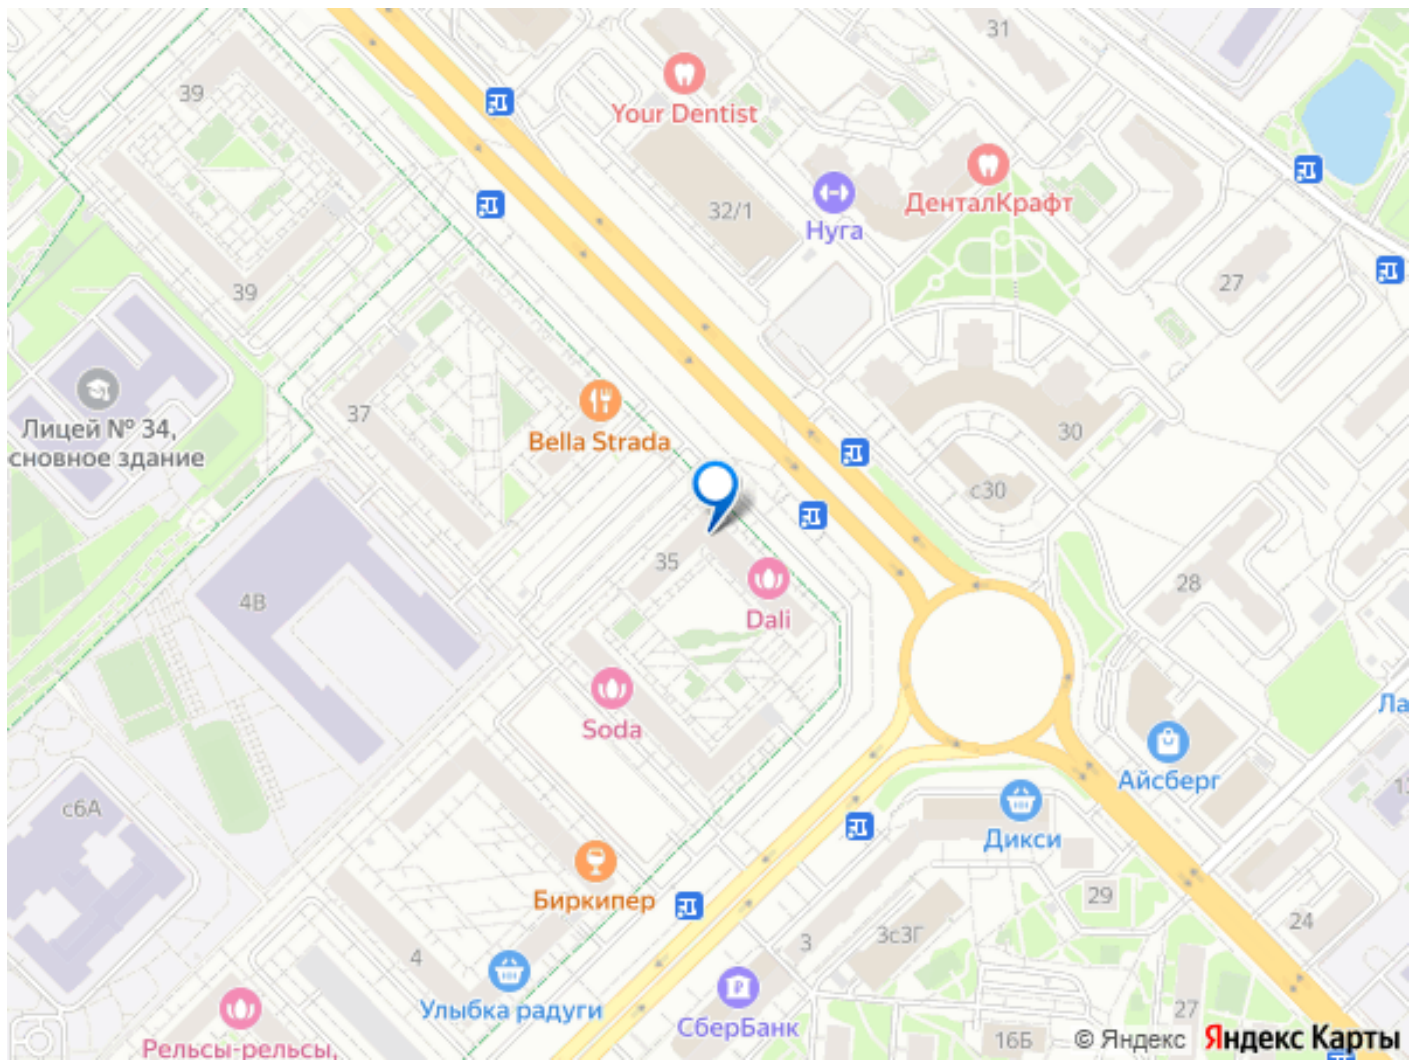 31
39
Your Dentist
ДенталКрафт
32/1
Нуга
27
39
Лицей № 34,
сновное здание
37
Bella Strada
30
с30
35
4В
Dali
28
Soda
Ла
Айсберг
с6А
Дикси
Биркипер
29
24
3
3с3Г
4
Улыбка радуги
СберБанк
27
16Б
Рельсы-рельсы,
© Яндекс Яндекс Карты